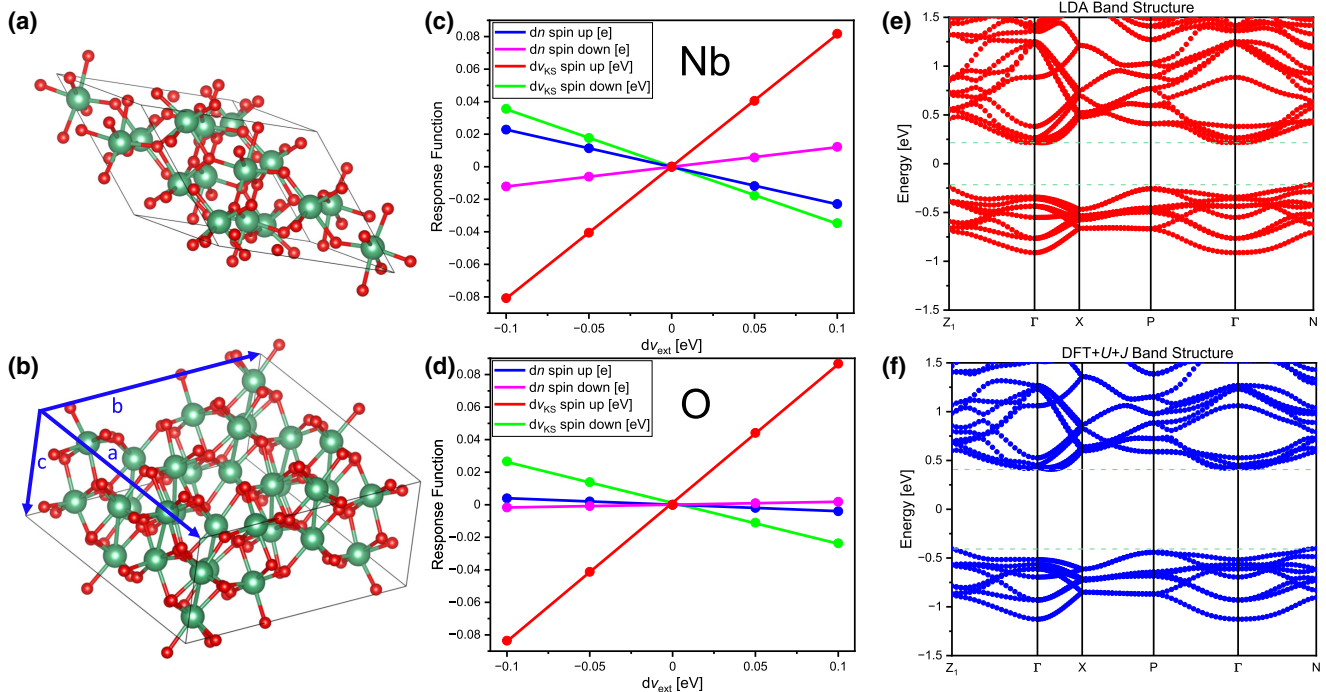 (a)
(b)
b
a
c
(c)
dn spin up [e]
dn spin down [e]
dvKS spin up [eV]
dvKS spin down [eV]
Nb
Response Function
0.08
0.06
0.04
0.02
0
−0.02
−0.04
−0.06
−0.08
−0.1
−0.05
0
0.05
0.1
dvext [eV]
(d)
dn spin up [e]
dn spin down [e]
dvKS spin up [eV]
dvKS spin down [eV]
O
Response Function
0.08
0.06
0.04
0.02
0
−0.02
−0.04
−0.06
−0.08
−0.1
−0.05
0
0.05
0.1
dvext [eV]
(e)
LDA Band Structure
Energy [eV]
1.5
1
0.5
0
−0.5
−1
−1.5
Z1
Γ
X
P
Γ
N
(f)
DFT+U+J Band Structure
Energy [eV]
1.5
1
0.5
0
−0.5
−1
−1.5
Z1
Γ
X
P
Γ
N